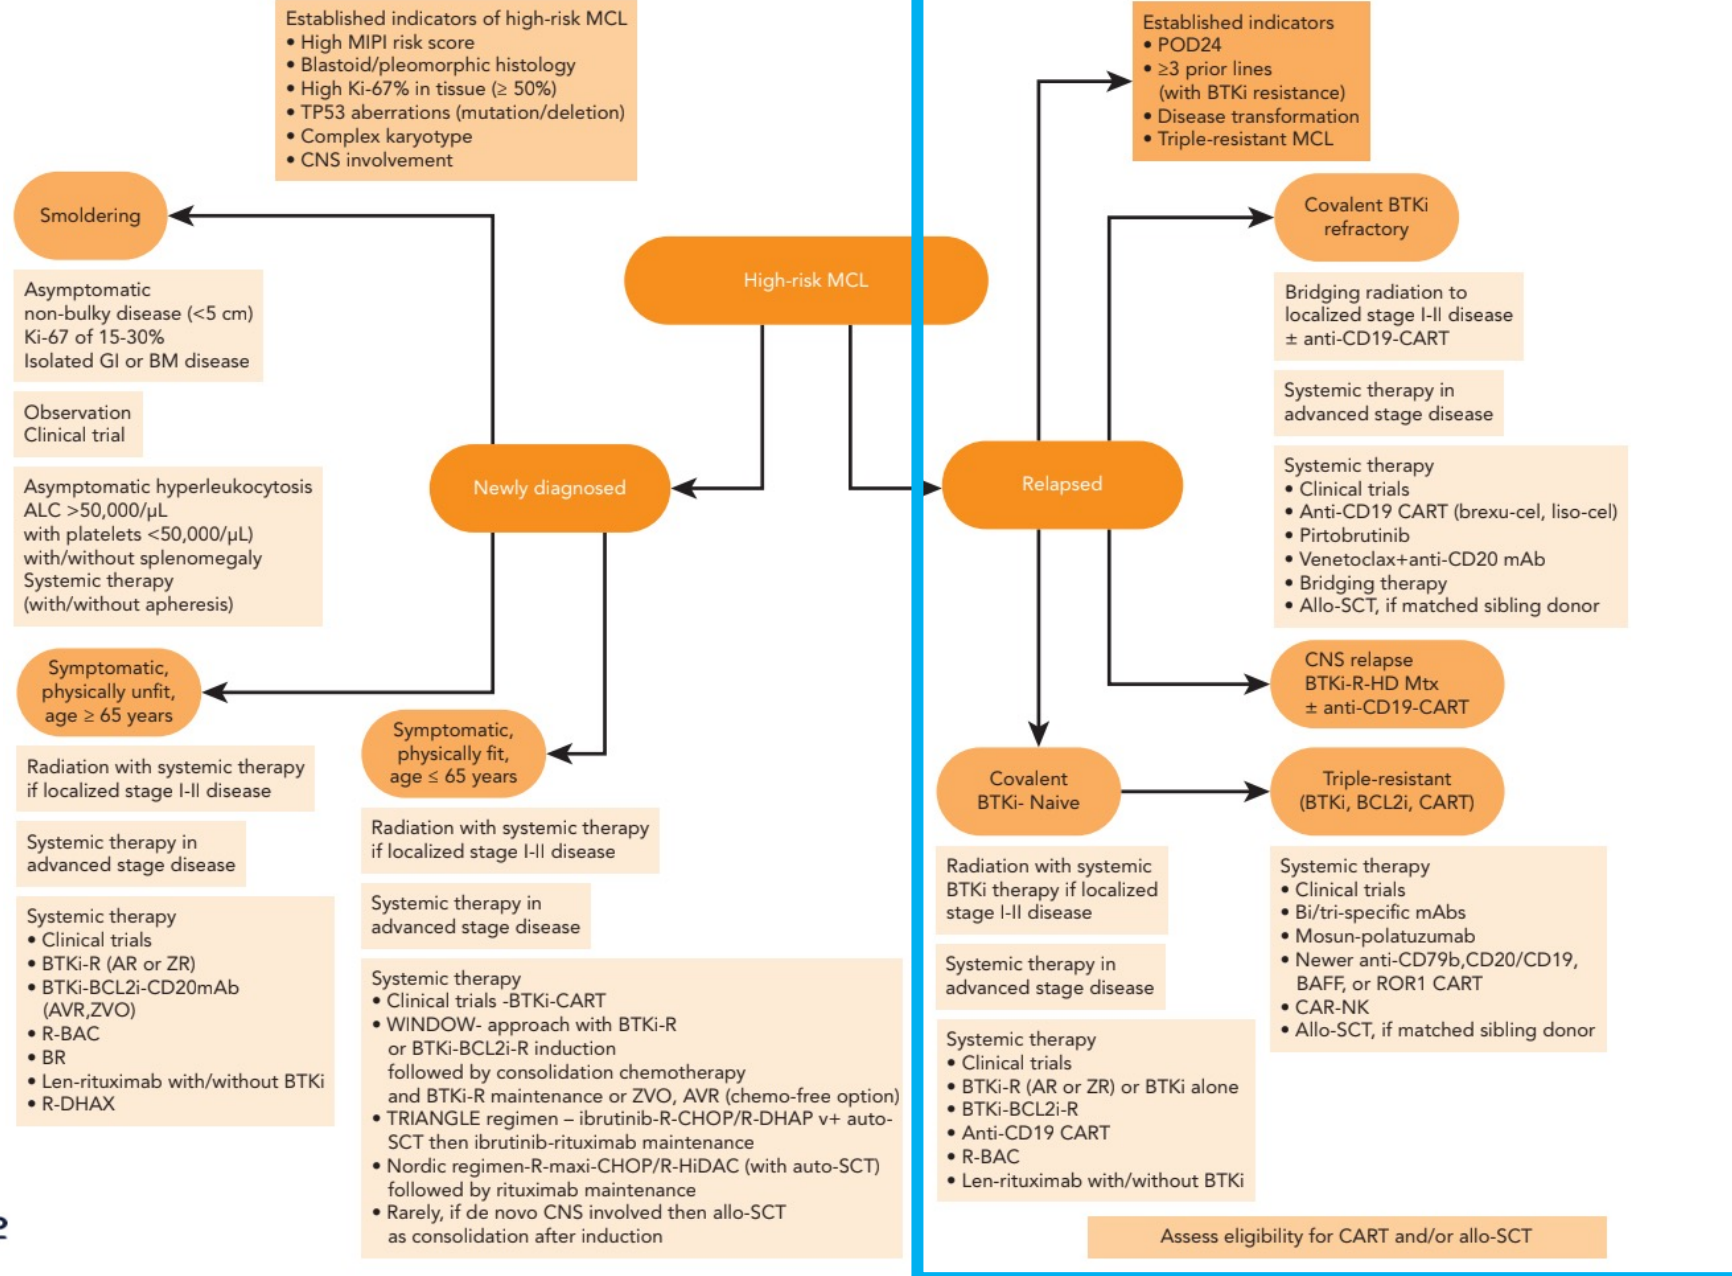 Established indicators of high-risk MCL
• High MIPI risk score
• Blastoid/pleomorphic histology
• High Ki-67% in tissue (≥ 50%)
• TP53 aberrations (mutation/deletion)
• Complex karyotype
• CNS involvement
Smoldering
Asymptomatic
non-bulky disease (<5 cm)
Ki-67 of 15-30%
Isolated GI or BM disease
Observation
Clinical trial
Asymptomatic hyperleukocytosis
ALC >50,000/µL
with platelets <50,000/µL)
with/without splenomegaly
Systemic therapy
(with/without apheresis)
High-risk MCL
Newly diagnosed
Symptomatic,
physically unfit,
age ≥ 65 years
Radiation with systemic therapy
if localized stage I-II disease
Systemic therapy in
advanced stage disease
Systemic therapy
• Clinical trials
• BTKi-R (AR or ZR)
• BTKi-BCL2i-CD20mAb
(AVR,ZVO)
• R-BAC
• BR
• Len-rituximab with/without BTKi
• R-DHAX
Symptomatic,
physically fit,
age ≤ 65 years
Radiation with systemic therapy
if localized stage I-II disease
Systemic therapy in
advanced stage disease
Systemic therapy
• Clinical trials -BTKi-CART
• WINDOW- approach with BTKi-R
or BTKi-BCL2i-R induction
followed by consolidation chemotherapy
and BTKi-R maintenance or ZVO, AVR (chemo-free option)
• TRIANGLE regimen – ibrutinib-R-CHOP/R-DHAP v+ auto-
SCT then ibrutinib-rituximab maintenance
• Nordic regimen-R-maxi-CHOP/R-HiDAC (with auto-SCT)
followed by rituximab maintenance
• Rarely, if de novo CNS involved then allo-SCT
as consolidation after induction
Established indicators
• POD24
• ≥3 prior lines
(with BTKi resistance)
• Disease transformation
• Triple-resistant MCL
Covalent BTKi
refractory
Bridging radiation to
localized stage I-II disease
± anti-CD19-CART
Systemic therapy in
advanced stage disease
Systemic therapy
• Clinical trials
• Anti-CD19 CART (brexu-cel, liso-cel)
• Pirtobrutinib
• Venetoclax+anti-CD20 mAb
• Bridging therapy
• Allo-SCT, if matched sibling donor
Relapsed
CNS relapse
BTKi-R-HD Mtx
± anti-CD19-CART
Covalent
BTKi- Naive
Radiation with systemic
BTKi therapy if localized
stage I-II disease
Systemic therapy in
advanced stage disease
Systemic therapy
• Clinical trials
• BTKi-R (AR or ZR) or BTKi alone
• BTKi-BCL2i-R
• Anti-CD19 CART
• R-BAC
• Len-rituximab with/without BTKi
Triple-resistant
(BTKi, BCL2i, CART)
Systemic therapy
• Clinical trials
• Bi/tri-specific mAbs
• Mosun-polatuzumab
• Newer anti-CD79b,CD20/CD19,
BAFF, or ROR1 CART
• CAR-NK
• Allo-SCT, if matched sibling donor
Assess eligibility for CART and/or allo-SCT